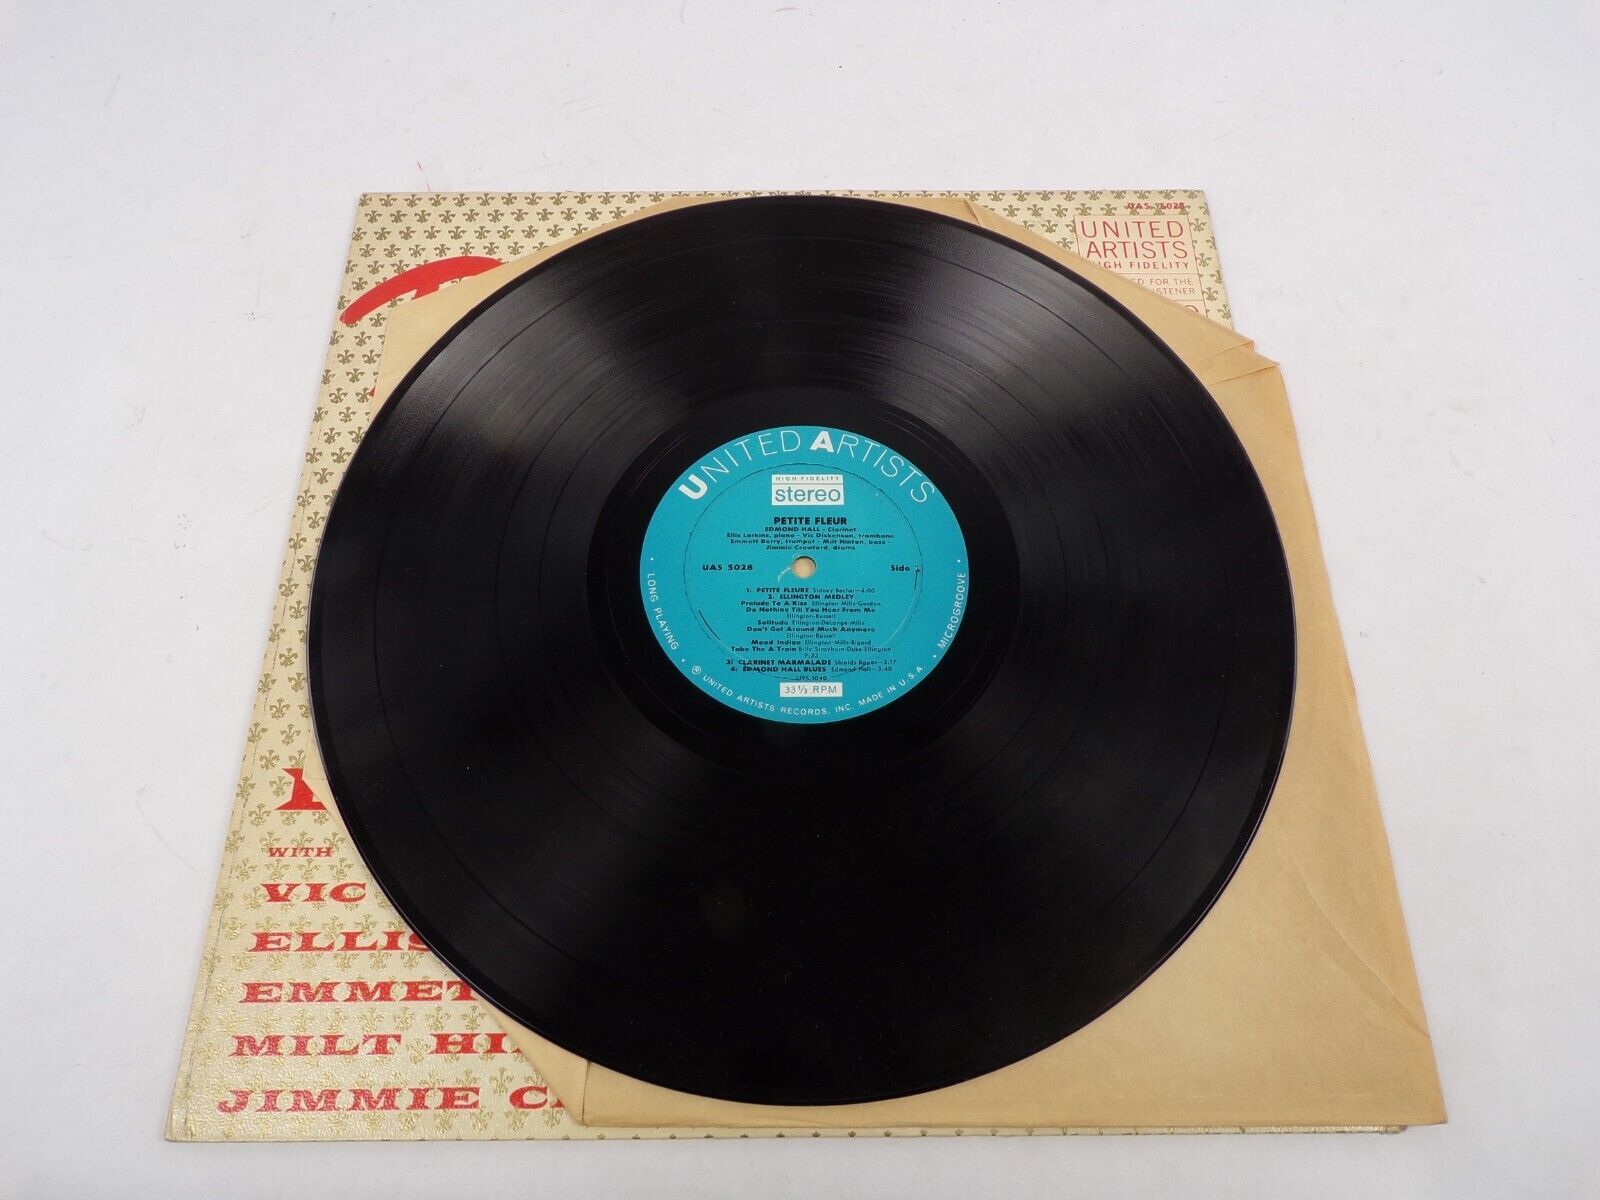 UAS 5028
UNITED
ARTISTS
HIGH FIDELITY
FOR THE
LISTENER
WITH
VIC
ELLIS
EMMET
MILT HI
JIMMIE C
UNITED ARTISTS
HIGH FIDELITY
stereo
PETITE FLEUR
EDMOND HALL - Clarinet
Ellis Larkins, piano - Vic Dickenson, trombone
Emmett Berry, trumpet - Milt Hinton, bass -
Jimmie Crawford, drums
UAS 5028 Side
1: PETITE FLEURE Sidney Bechet—4:00
2: ELLINGTON MEDLEY
Prelude To A Kiss Ellington-Mills-Gordon
Do Nothing Till You Hear From Me
Ellington-Russell
Solitude Ellington-DeLange-Mills
Don't Get Around Much Anymore
Ellington-Russell
Mood Indigo Ellington-Mills-Bigard
Take The A Train Billy Strayhorn-Duke Ellington
9:33
3: CLARINET MARMALADE Shields-Ragas—3:17
4: EDMOND HALL BLUES Edmond Hall—3:40
33 1/3 RPM
• LONG PLAYING •
• MICROGROOVE •
© UNITED ARTISTS RECORDS, INC. MADE IN U.S.A.